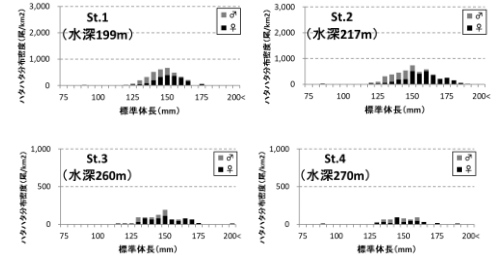 St.1
(水深199m)
ハタハタ分布密度(尾/km2)
3,000
2,000
1,000
0
♂
♀
75 100 125 150 175 200<
標準体長(mm)
St.2
(水深217m)
ハタハタ分布密度(尾/km2)
3,000
2,000
1,000
0
♂
♀
75 100 125 150 175 200<
標準体長(mm)
St.3
(水深260m)
ハタハタ分布密度(尾/km2)
1,000
500
0
♂
♀
75 100 125 150 175 200<
標準体長(mm)
St.4
(水深270m)
ハタハタ分布密度(尾/km2)
1,000
500
0
♂
♀
75 100 125 150 175 200<
標準体長(mm)